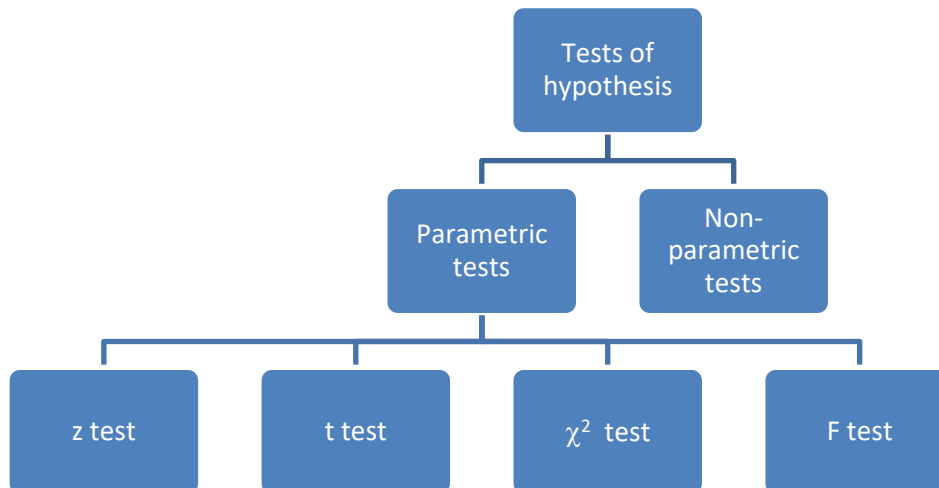 Tests of
hypothesis
Parametric
tests
Non-
parametric
tests
z test
t test
χ² test
F test